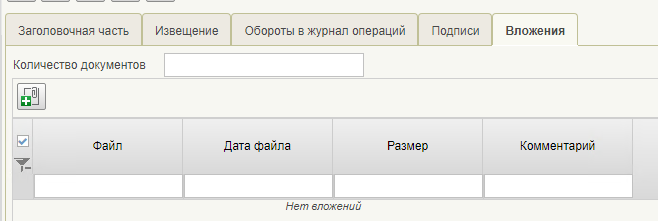 Заголовочная часть Извещение Обороты в журнал операций Подписи Вложения
Количество документов
Файл Дата файла Размер Комментарий
Нет вложений